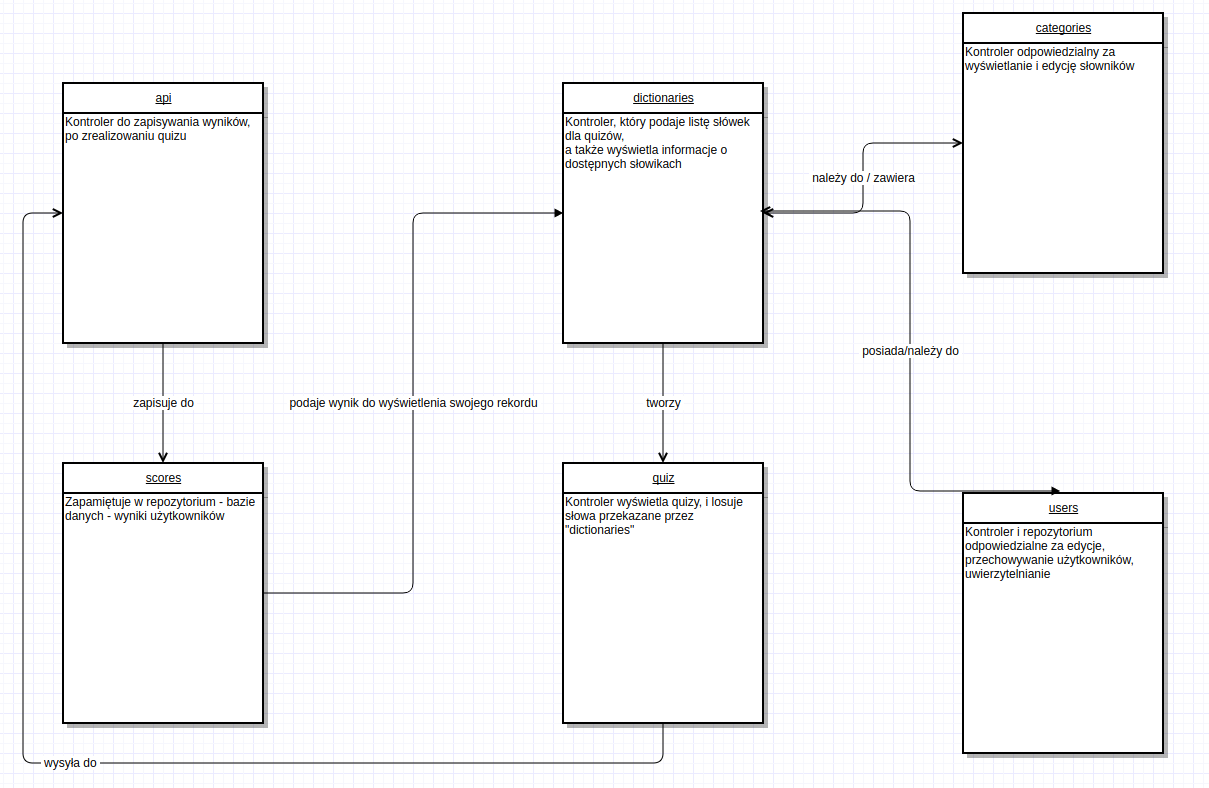 categories
Kontroler odpowiedzialny za
wyświetlanie i edycję słowników
api
Kontroler do zapisywania wyników,
po zrealizowaniu quizu
dictionaries
Kontroler, który podaje listę słówek
dla quizów,
a także wyświetla informacje o
dostępnych słowikach
należy do / zawiera
posiada/należy do
zapisuje do
podaje wynik do wyświetlenia swojego rekordu
tworzy
scores
Zapamiętuje w repozytorium - bazie
danych - wyniki użytkowników
quiz
Kontroler wyświetla quizy, i losuje
słowa przekazane przez
"dictionaries"
users
Kontroler i repozytorium
odpowiedzialne za edycje,
przechowywanie użytkowników,
uwierzytelnianie
wysyła do